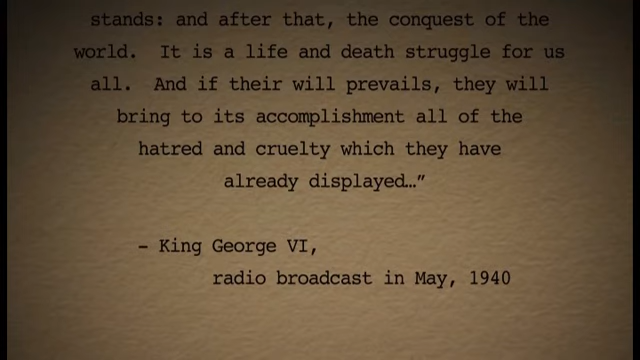 stands: and after that, the conquest of the
world. It is a life and death struggle for us
all. And if their will prevails, they will
bring to its accomplishment all of the
hatred and cruelty which they have
already displayed…”
– King George VI,
radio broadcast in May, 1940